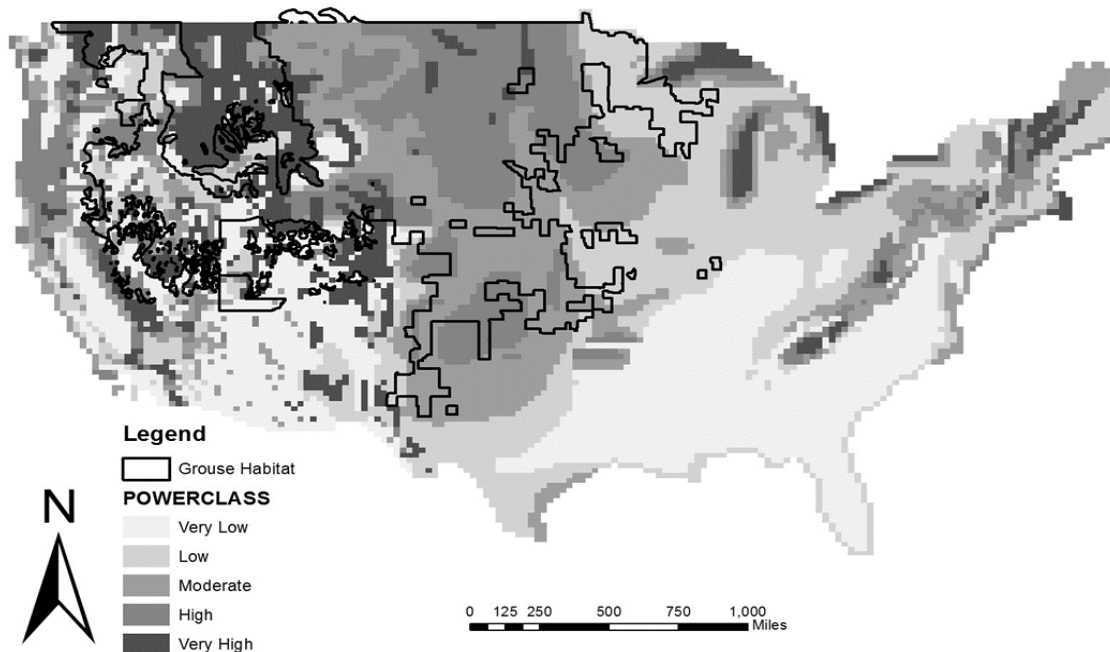 Legend
Grouse Habitat
N
POWERCLASS
Very Low
Low
Moderate
High
Very High
0 125 250 500 750 1,000
Miles